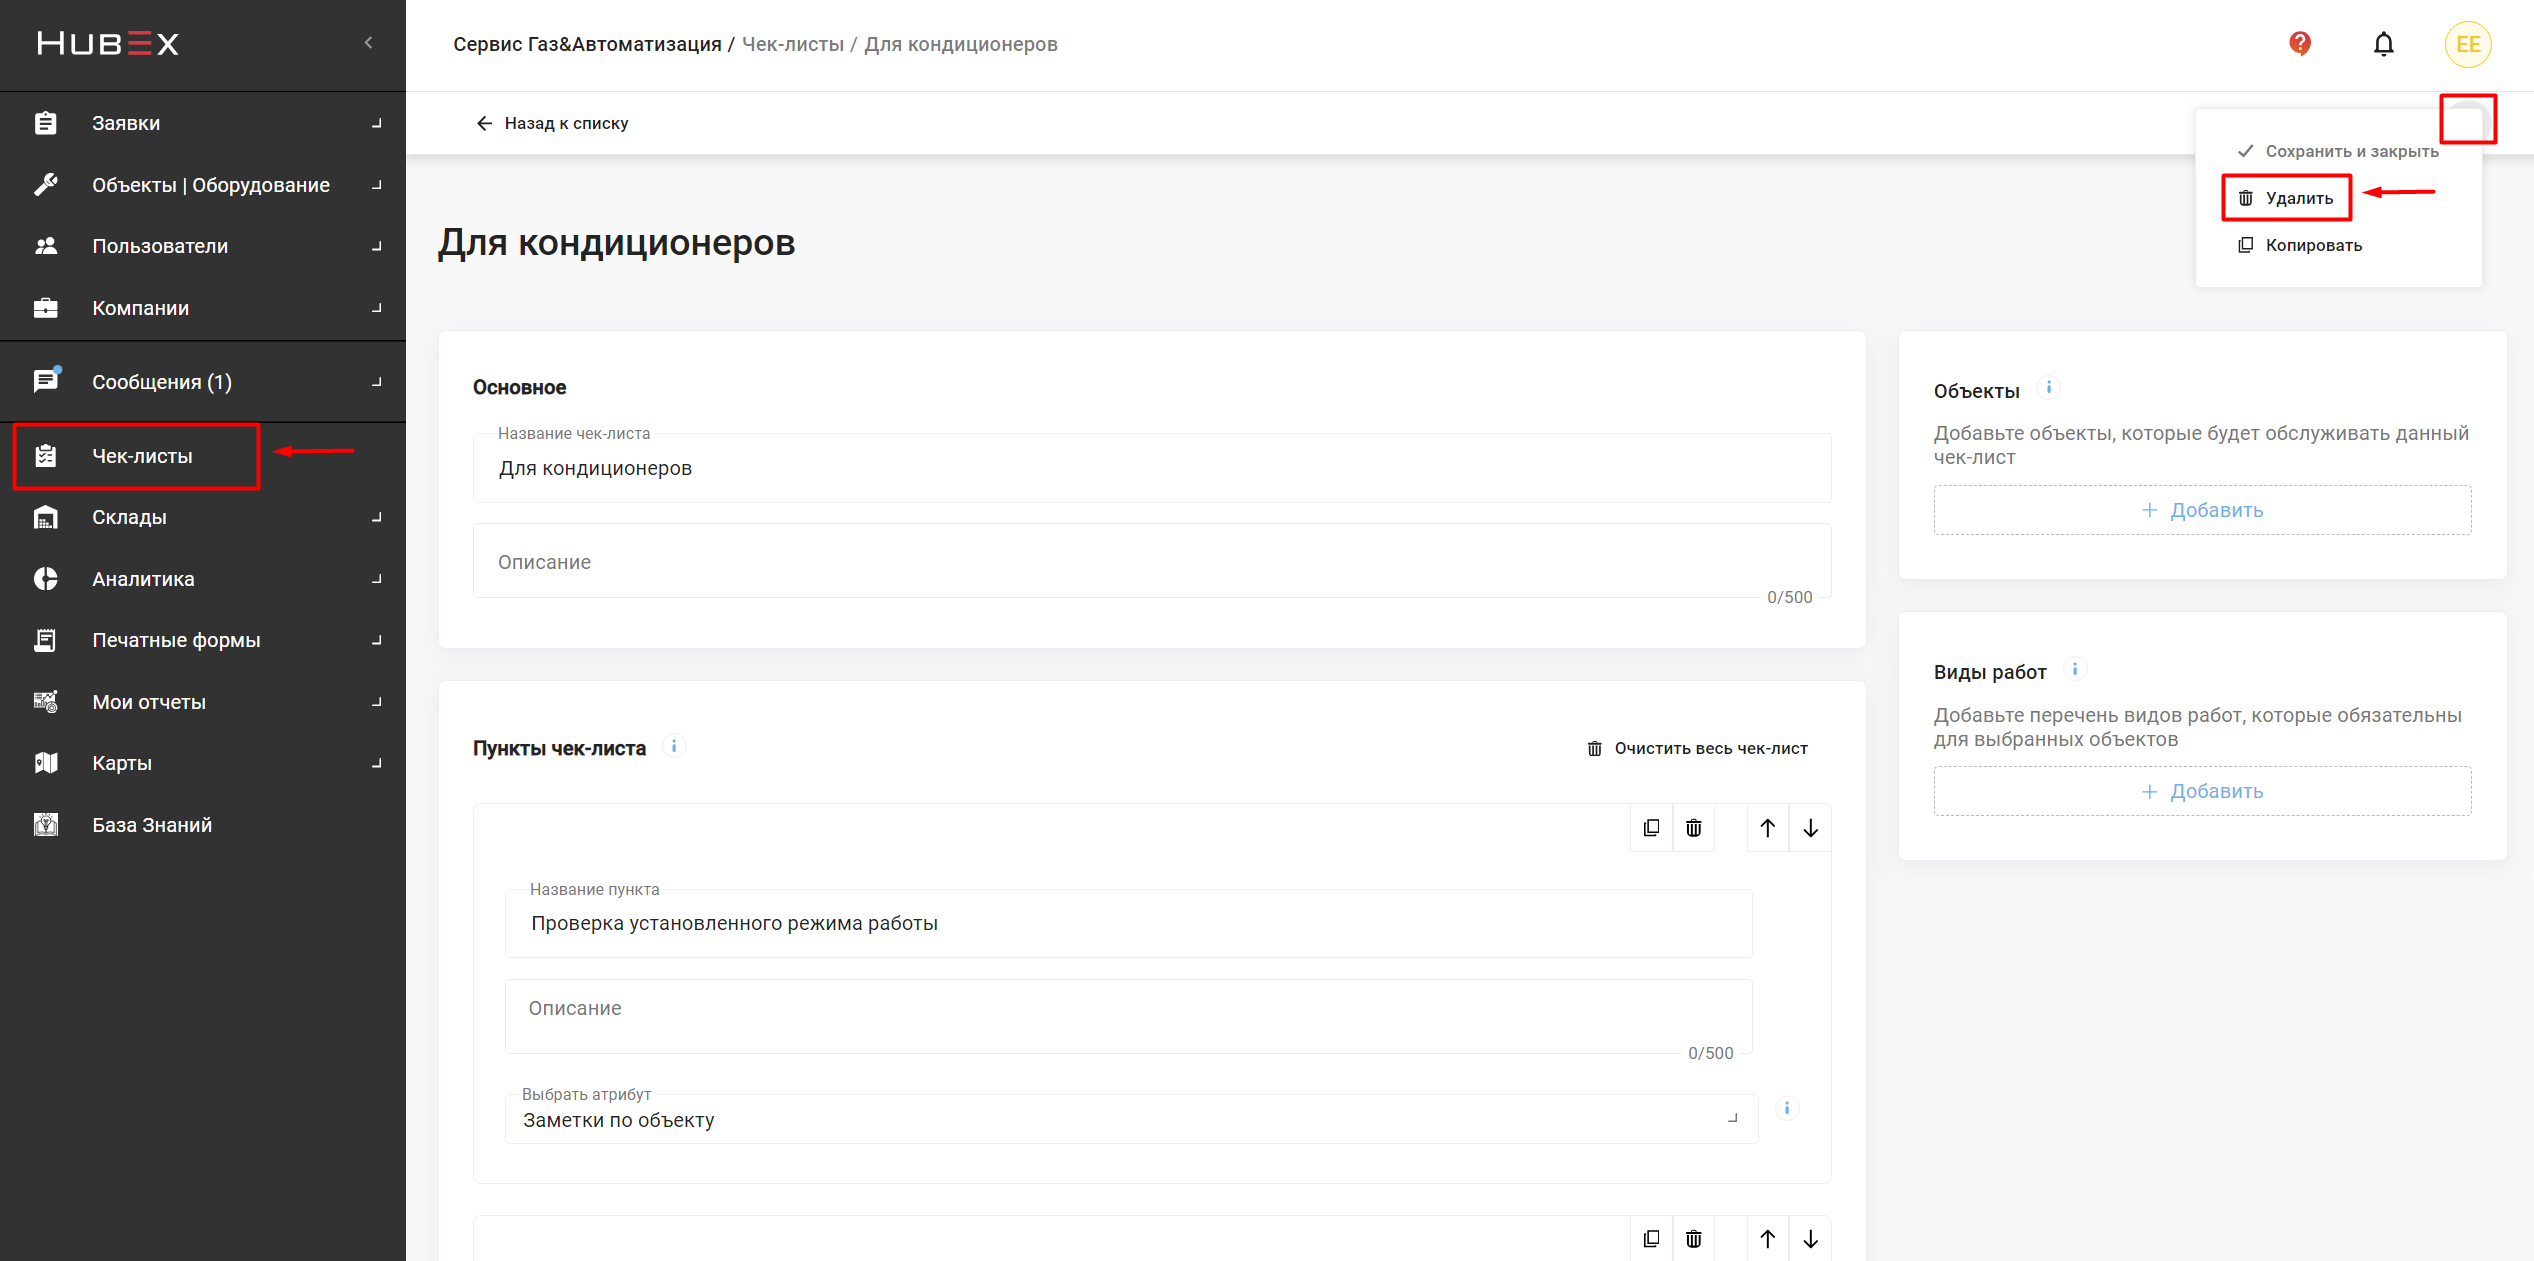 HUBEX
Заявки
Объекты | Оборудование
Пользователи
Компании
Сообщения (1)
Чек-листы
Склады
Аналитика
Печатные формы
Мои отчеты
Карты
База Знаний
Сервис Газ&Автоматизация / Чек-листы / Для кондиционеров
EE
Назад к списку
Сохранить и закрыть
Удалить
Копировать
Для кондиционеров
Основное
Название чек-листа
Для кондиционеров
Описание
0/500
Пункты чек-листа
Очистить весь чек-лист
Название пункта
Проверка установленного режима работы
Описание
0/500
Выбрать атрибут
Заметки по объекту
Объекты
Добавьте объекты, которые будет обслуживать данный
чек-лист
+ Добавить
Виды работ
Добавьте перечень видов работ, которые обязательны
для выбранных объектов
+ Добавить